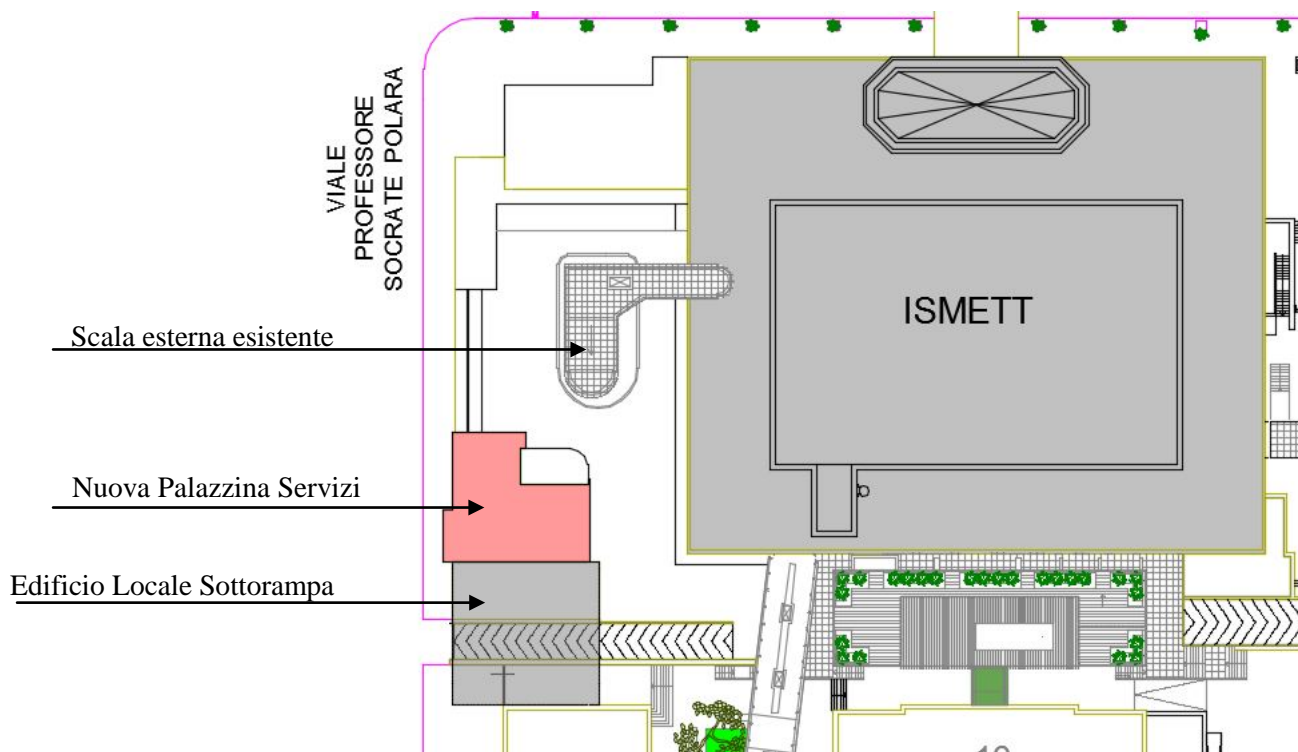 VIALE
PROFESSORE
SOCRATE POLARA
ISMETT
Scala esterna esistente
Nuova Palazzina Servizi
Edificio Locale Sottorampa